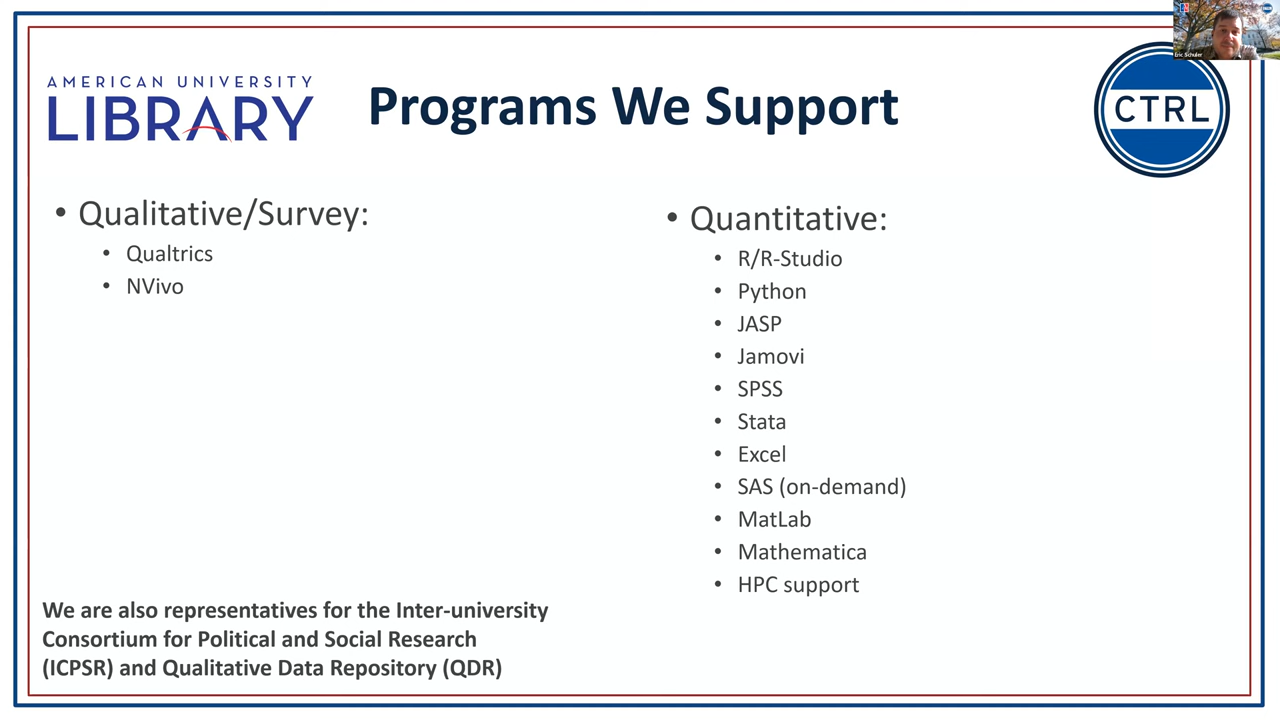 AMERICAN UNIVERSITY
LIBRARY
Programs We Support
CTRL
Eric Schuler
• Qualitative/Survey:
• Qualtrics
• NVivo
• Quantitative:
• R/R-Studio
• Python
• JASP
• Jamovi
• SPSS
• Stata
• Excel
• SAS (on-demand)
• MatLab
• Mathematica
• HPC support
We are also representatives for the Inter-university
Consortium for Political and Social Research
(ICPSR) and Qualitative Data Repository (QDR)